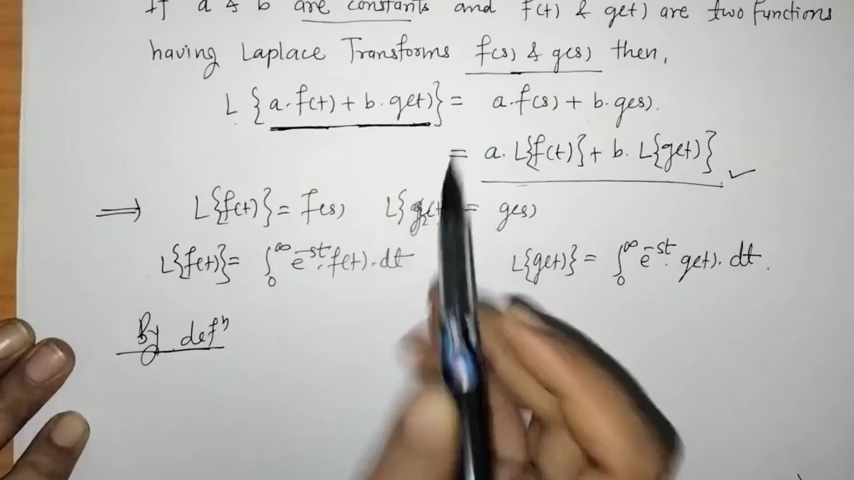 If a & b are constants and f(t) & g(t) are two functions
having Laplace Transforms f(s) & g(s) then,
L {a.f(t) + b.g(t)} = a.f(s) + b.g(s).
= a. L{f(t)} + b. L{g(t)}
⟹ L{f(t)} = f(s) L{g(t)} = g(s)
L{f(t)} = ∫₀^∞ e^-st. f(t).dt L{g(t)} = ∫₀^∞ e^-st. g(t). dt.
By defⁿ